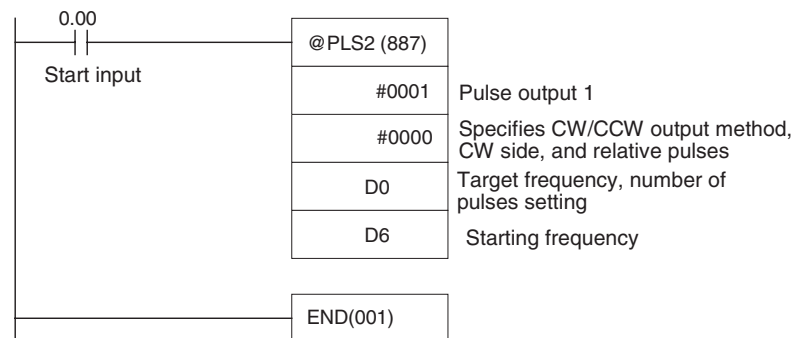 0.00
@PLS2 (887)
Start input
#0001 Pulse output 1
#0000 Specifies CW/CCW output method,
CW side, and relative pulses
D0 Target frequency, number of
pulses setting
D6 Starting frequency
END(001)